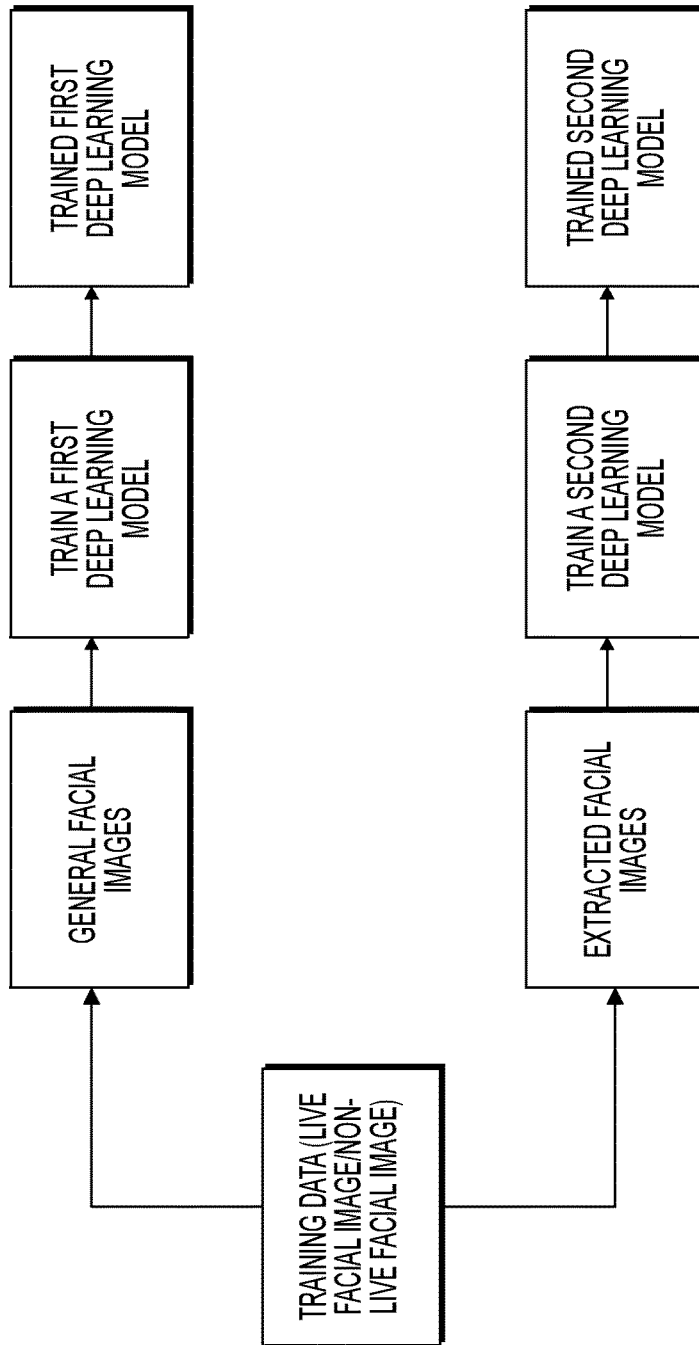 TRAINING DATA (LIVE
FACIAL IMAGE/NON-
LIVE FACIAL IMAGE)
GENERAL FACIAL
IMAGES
TRAIN A FIRST
DEEP LEARNING
MODEL
TRAINED FIRST
DEEP LEARNING
MODEL
EXTRACTED FACIAL
IMAGES
TRAIN A SECOND
DEEP LEARNING
MODEL
TRAINED SECOND
DEEP LEARNING
MODEL